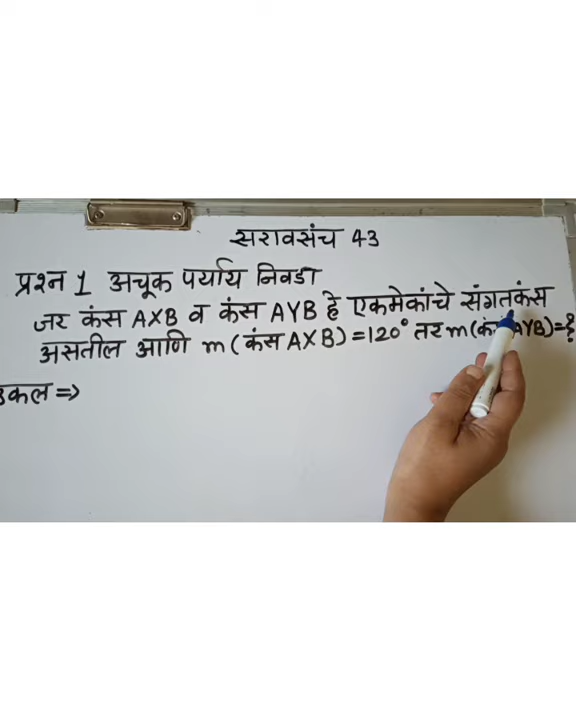 सरावसंच 43
प्रश्न 1 अचूक पर्याय निवडा
जर कंस AXB व कंस AYB हे एकमेकांचे संगतकंस
असतील आणि m (कंस AXB) = 120° तर m(कंस AYB)=?
उकल ⇒